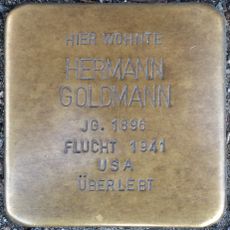 HIER WOHNTE
HERMANN
GOLDMANN
JG. 1896
FLUCHT 1941
USA
ÜBERLEBT